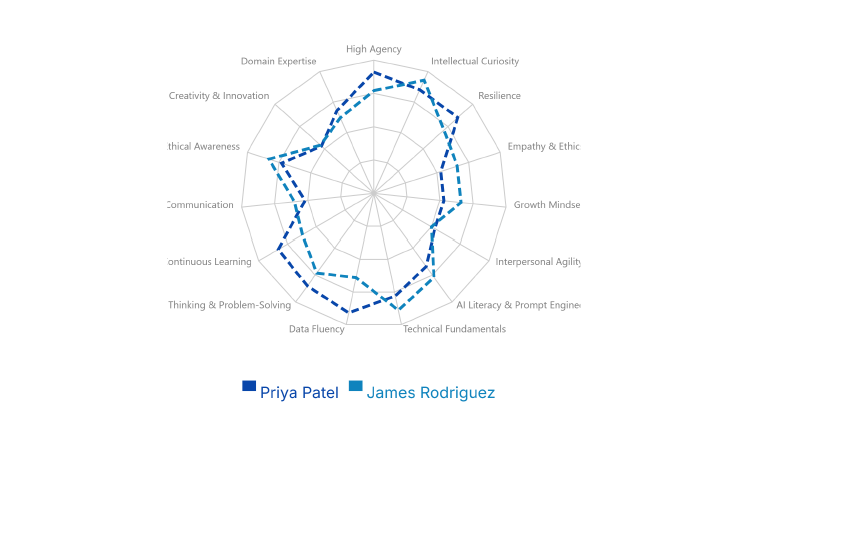 High Agency
Domain Expertise
Intellectual Curiosity
Creativity & Innovation
Resilience
thical Awareness
Empathy & Ethic
Communication
Growth Mindse
ontinuous Learning
Interpersonal Agility
Thinking & Problem-Solving
AI Literacy & Prompt Engine
Data Fluency
Technical Fundamentals
Priya Patel
James Rodriguez